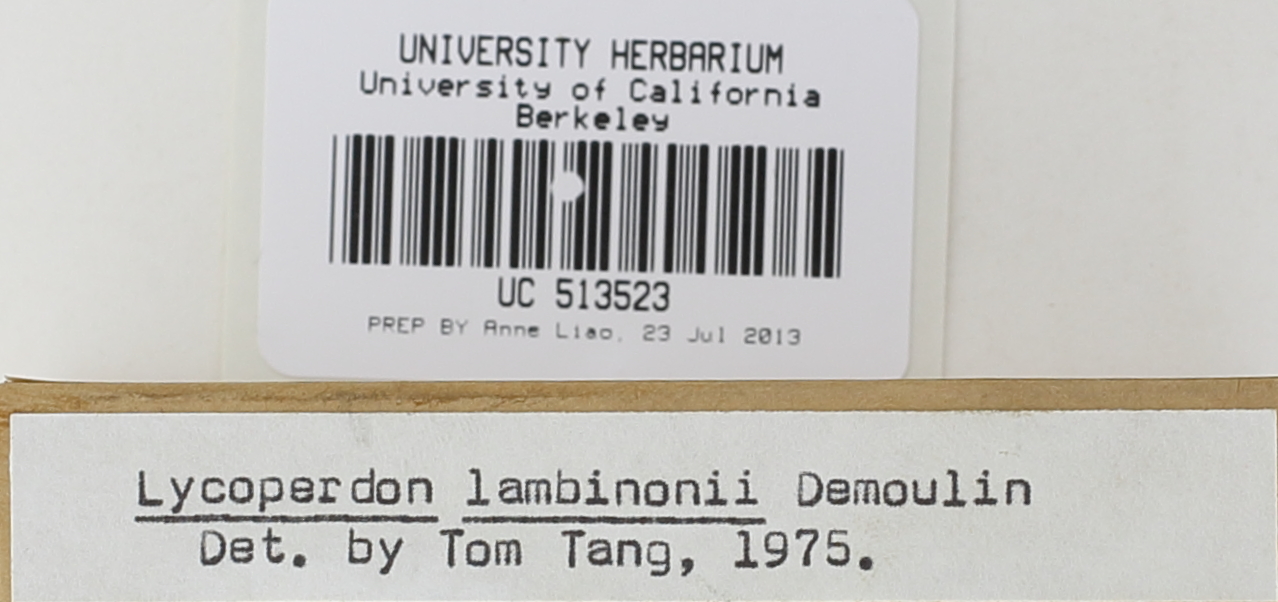 UNIVERSITY HERBARIUM
University of California
Berkeley
UC 513523
PREP BY Anne Liao, 23 Jul 2013
Lycoperdon lambinonii Demoulin
Det. by Tom Tang, 1975.